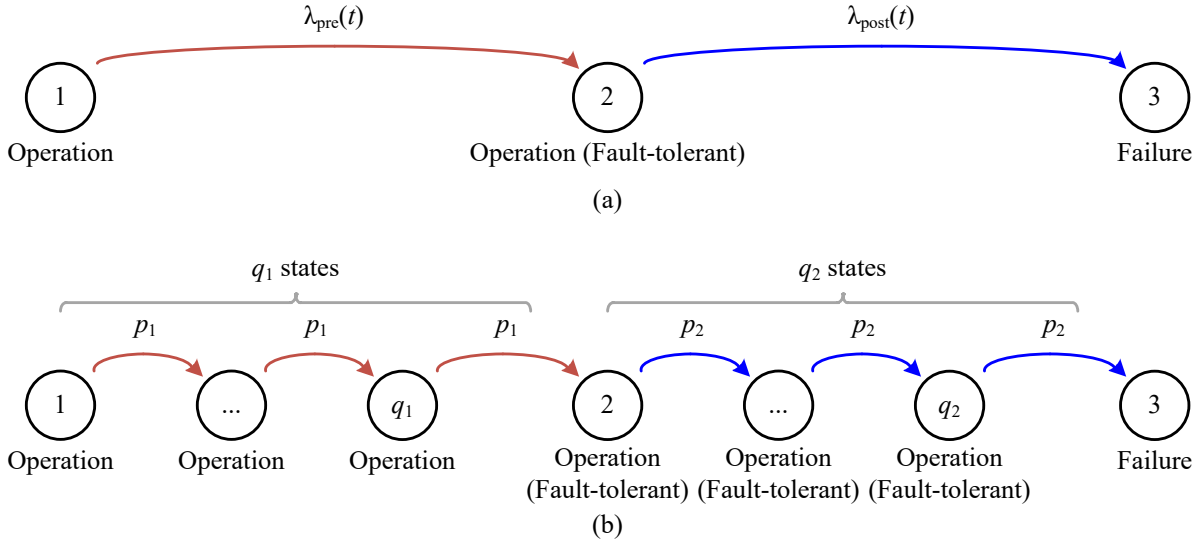 λpre(t) λpost(t)
1 2 3
Operation Operation (Fault-tolerant) Failure
(a)
q1 states q2 states
p1 p1 p1 p2 p2 p2
1 ... q1 2 ... q2 3
Operation Operation Operation Operation Operation Operation Failure
(Fault-tolerant) (Fault-tolerant) (Fault-tolerant)
(b)